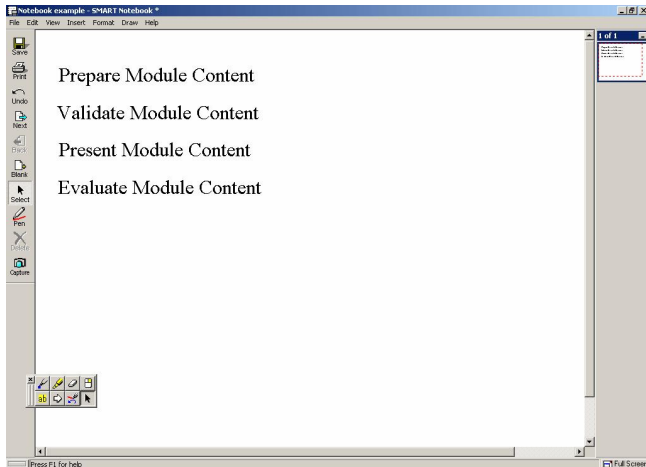 Notebook example - SMART Notebook *
File Edit View Insert Format Draw Help
1 of 1
Save
Print
Undo
Next
Back
Blank
Select
Pen
Delete
Capture
Prepare Module Content
Validate Module Content
Present Module Content
Evaluate Module Content
ab
Press F1 for help
Full Screen